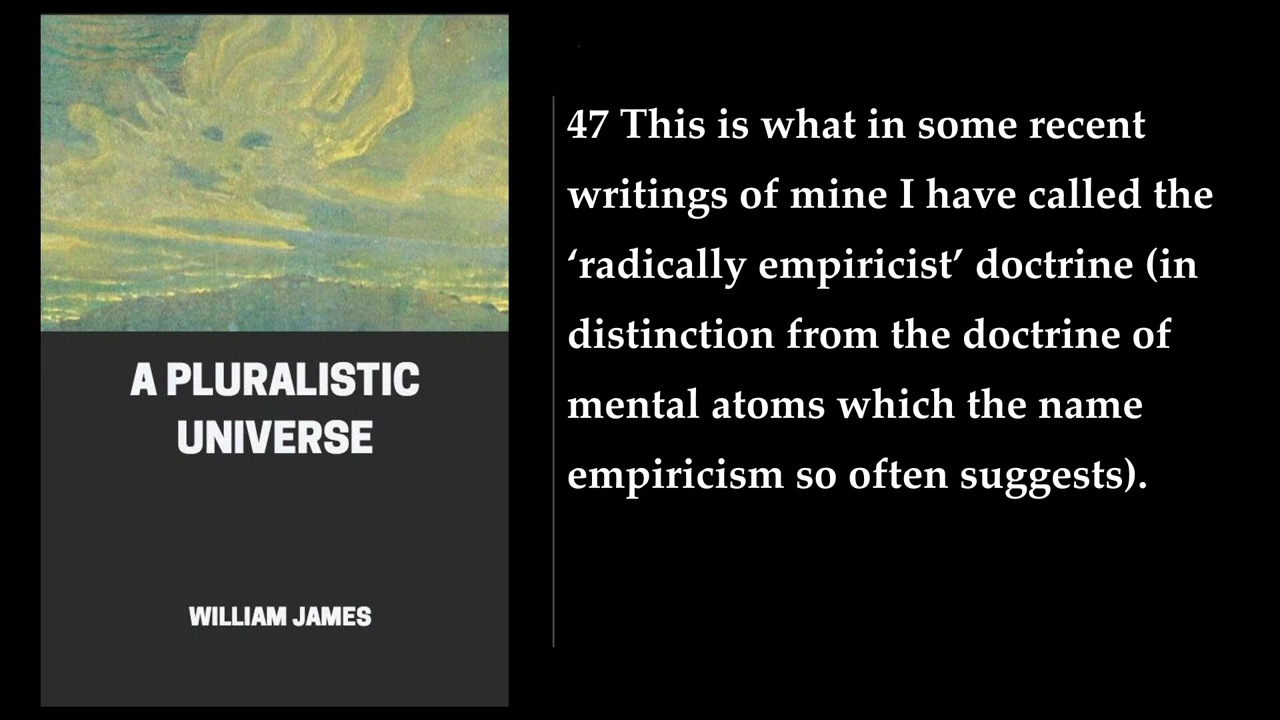 A PLURALISTIC
UNIVERSE
WILLIAM JAMES
47 This is what in some recent
writings of mine I have called the
‘radically empiricist’ doctrine (in
distinction from the doctrine of
mental atoms which the name
empiricism so often suggests).